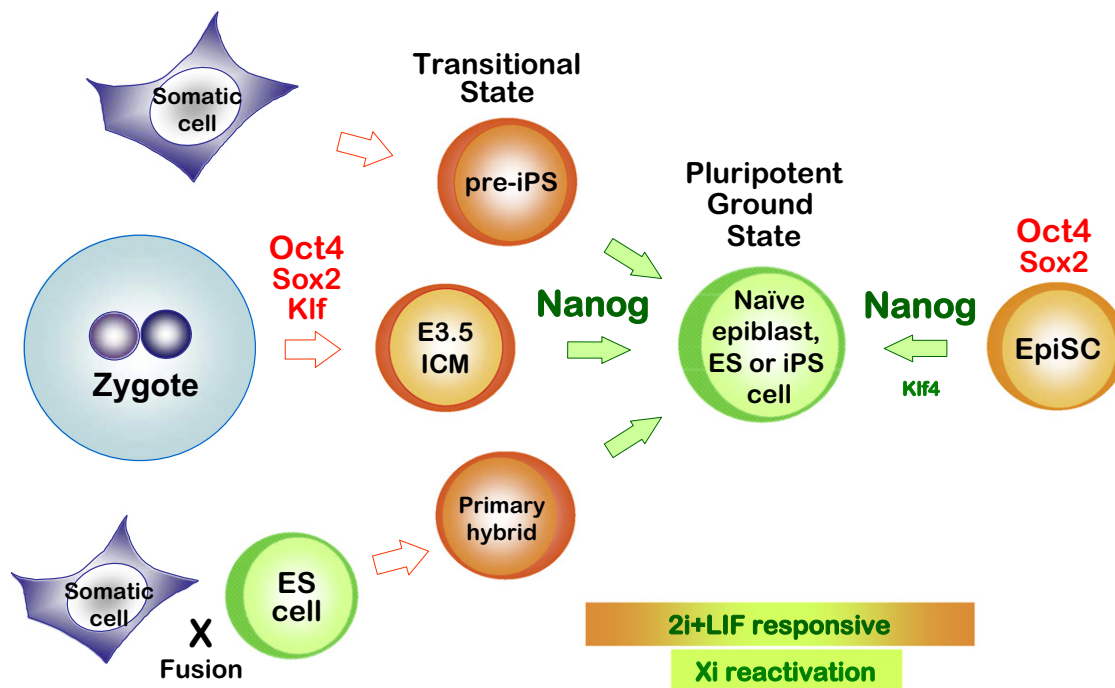 Somatic
cell
Transitional
State
pre-iPS
Pluripotent
Ground
State
Oct4
Sox2
Klf
Zygote
E3.5
ICM
Nanog
Naïve
epiblast,
ES or iPS
cell
Nanog
Klf4
Oct4
Sox2
EpiSC
Primary
hybrid
Somatic
cell
X
Fusion
ES
cell
2i+LIF responsive
Xi reactivation